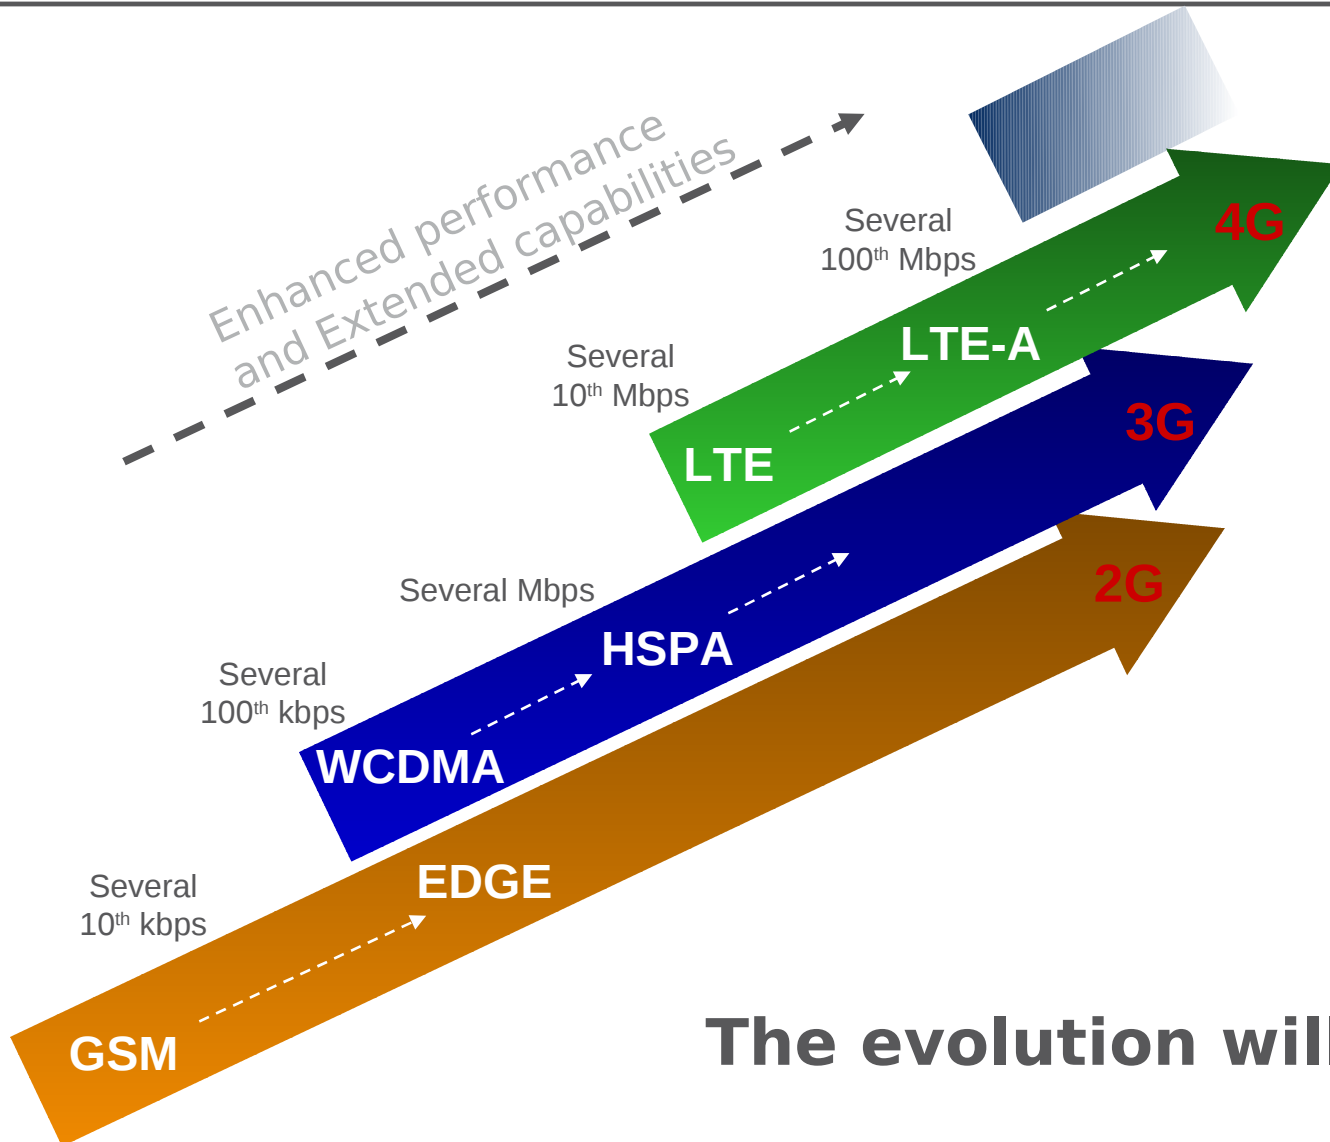 Enhanced performance
and Extended capabilities
Several
100th Mbps
4G
LTE-A
Several
10th Mbps
3G
LTE
2G
Several Mbps
HSPA
Several
100th kbps
WCDMA
EDGE
Several
10th kbps
GSM
The evolution will